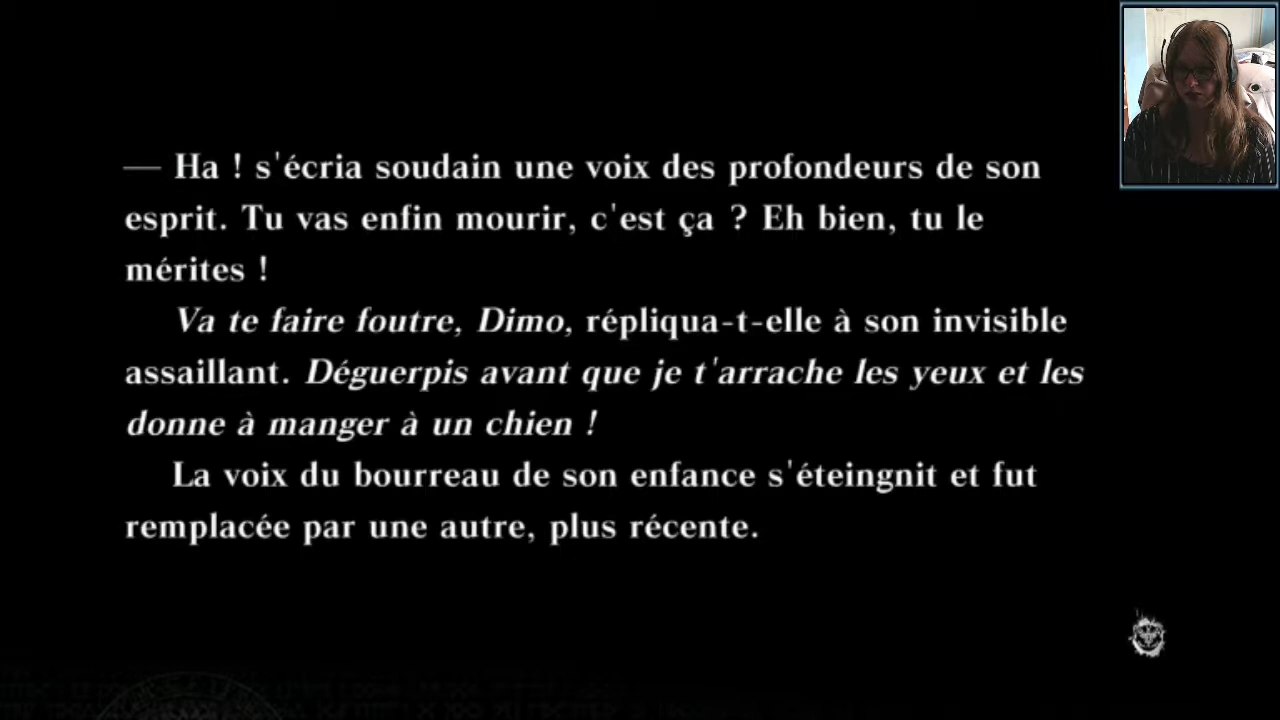 — Ha ! s'écria soudain une voix des profondeurs de son
esprit. Tu vas enfin mourir, c'est ça ? Eh bien, tu le
mérites !
Va te faire foutre, Dimo, répliqua-t-elle à son invisible
assaillant. Déguerpis avant que je t'arrache les yeux et les
donne à manger à un chien !
La voix du bourreau de son enfance s'éteingnit et fut
remplacée par une autre, plus récente.